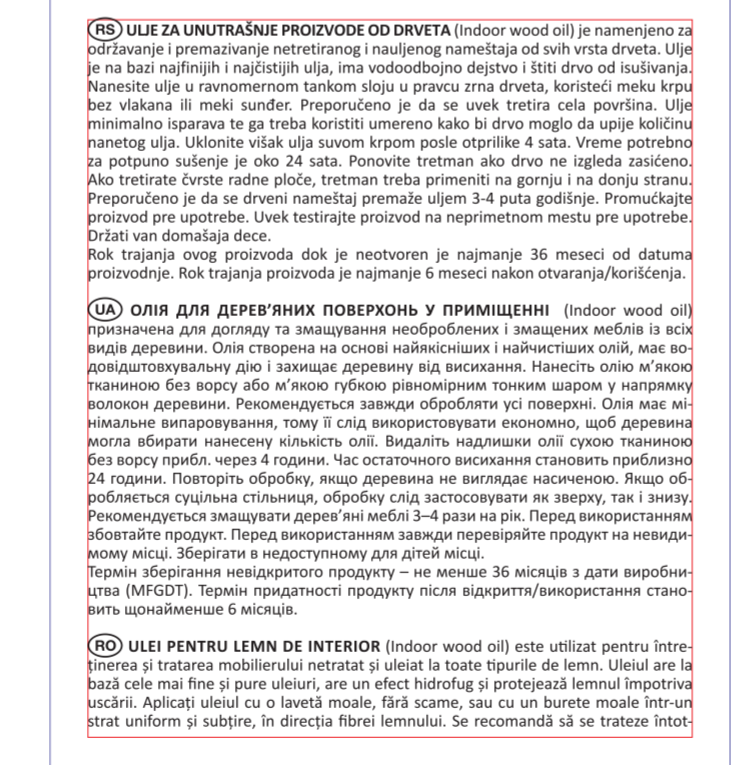 RS ULJE ZA UNUTRAŠNJE PROIZVODE OD DRVETA (Indoor wood oil) je namenjeno za
održavanje i premazivanje netretiranog i nauljenog nameštaja od svih vrsta drveta. Ulje
je na bazi najfinijih i najčistijih ulja, ima vodoodbojno dejstvo i štiti drvo od isušivanja.
Nanesite ulje u ravnomernom tankom sloju u pravcu zrna drveta, koristeći meku krpu
bez vlakana ili meki sunđer. Preporučeno je da se uvek tretira cela površina. Ulje
minimalno isparava te ga treba koristiti umereno kako bi drvo moglo da upije količinu
nanetog ulja. Uklonite višak ulja suvom krpom posle otprilike 4 sata. Vreme potrebno
za potpuno sušenje je oko 24 sata. Ponovite tretman ako drvo ne izgleda zasićeno.
Ako tretirate čvrste radne ploče, tretman treba primeniti na gornju i na donju stranu.
Preporučeno je da se drveni nameštaj premaže uljem 3-4 puta godišnje. Promućkajte
proizvod pre upotrebe. Uvek testirajte proizvod na neprimetnom mestu pre upotrebe.
Držati van domašaja dece.
Rok trajanja ovog proizvoda dok je neotvoren je najmanje 36 meseci od datuma
proizvodnje. Rok trajanja proizvoda je najmanje 6 meseci nakon otvaranja/korišćenja.
UA ОЛІЯ ДЛЯ ДЕРЕВ’ЯНИХ ПОВЕРХОНЬ У ПРИМІЩЕННІ (Indoor wood oil)
призначена для догляду та змащування необроблених і змащених меблів із всіх
видів деревини. Олія створена на основі найякісніших і найчистіших олій, має во-
довідштовхувальну дію і захищає деревину від висихання. Нанесіть олію м’якою
тканиною без ворсу або м’якою губкою рівномірним тонким шаром у напрямку
волокон деревини. Рекомендується завжди обробляти усі поверхні. Олія має мі-
німальне випаровування, тому її слід використовувати економно, щоб деревина
могла вбирати нанесену кількість олії. Видаліть надлишки олії сухою тканиною
без ворсу прибл. через 4 години. Час остаточного висихання становить приблизно
24 години. Повторіть обробку, якщо деревина не виглядає насиченою. Якщо об-
робляється суцільна стільниця, обробку слід застосовувати як зверху, так і знизу.
Рекомендується змащувати дерев’яні меблі 3–4 рази на рік. Перед використанням
збовтайте продукт. Перед використанням завжди перевіряйте продукт на невиди-
мому місці. Зберігати в недоступному для дітей місці.
Термін зберігання невідкритого продукту – не менше 36 місяців з дати виробни-
цтва (MFGDT). Термін придатності продукту після відкриття/використання стано-
вить щонайменше 6 місяців.
RO ULEI PENTRU LEMN DE INTERIOR (Indoor wood oil) este utilizat pentru între-
ținerea și tratarea mobilierului netratat și uleiat la toate tipurile de lemn. Uleiul are la
bază cele mai fine și pure uleiuri, are un efect hidrofug și protejează lemnul împotriva
uscării. Aplicați uleiul cu o lavetă moale, fără scame, sau cu un burete moale într-un
strat uniform și subțire, în direcția fibrei lemnului. Se recomandă să se trateze întot-